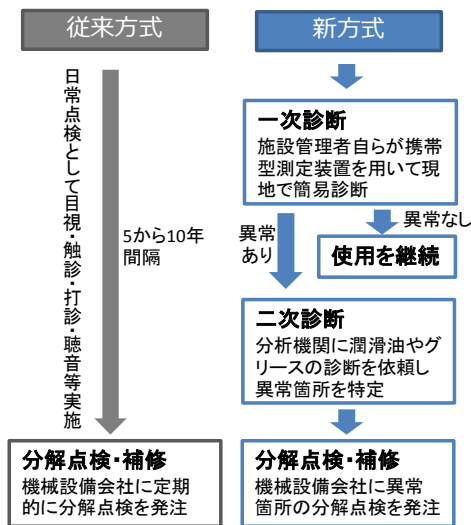 従来方式
日常点検として目視・触診・打診・聴音等実施
5から10年
間隔
分解点検・補修
機械設備会社に定期
的に分解点検を発注
新方式
一次診断
施設管理者自らが携帯
型測定装置を用いて現
地で簡易診断
異常
あり
異常なし
使用を継続
二次診断
分析機関に潤滑油やグ
リースの診断を依頼し
異常箇所を特定
分解点検・補修
機械設備会社に異常
箇所の分解点検を発注